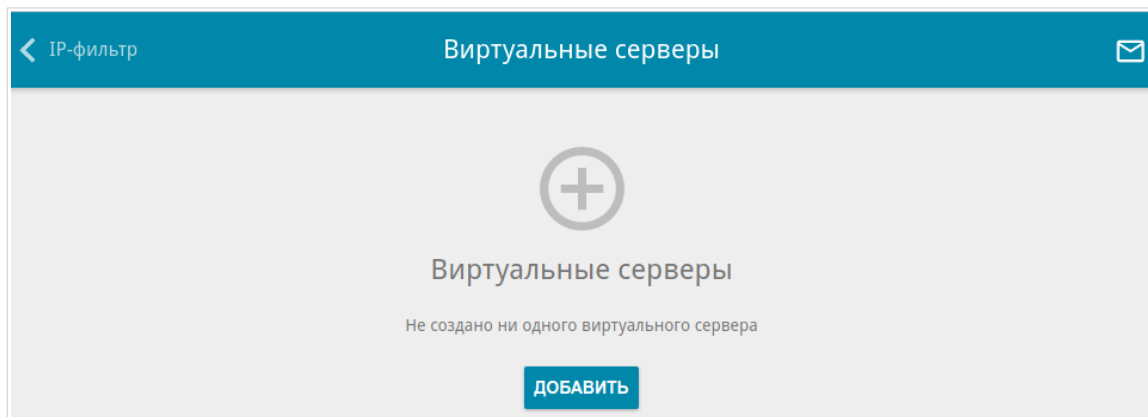 IP-фильтр
Виртуальные серверы
Виртуальные серверы
Не создано ни одного виртуального сервера
ДОБАВИТЬ